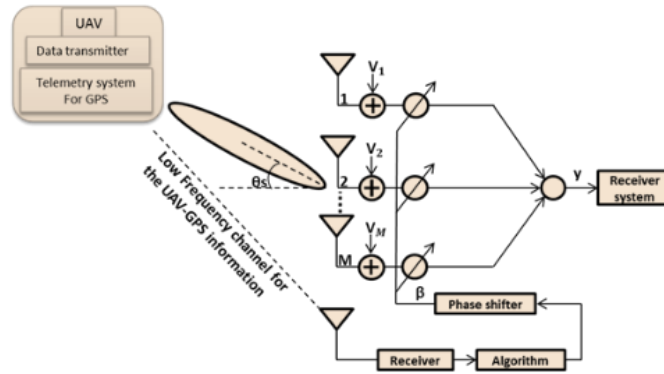 UAV
Data transmitter
Telemetry system
For GPS
Low Frequency channel for
the UAV-GPS information
θs
V1
1
V2
2
VM
M
y
Receiver
system
β
Phase shifter
Receiver
Algorithm